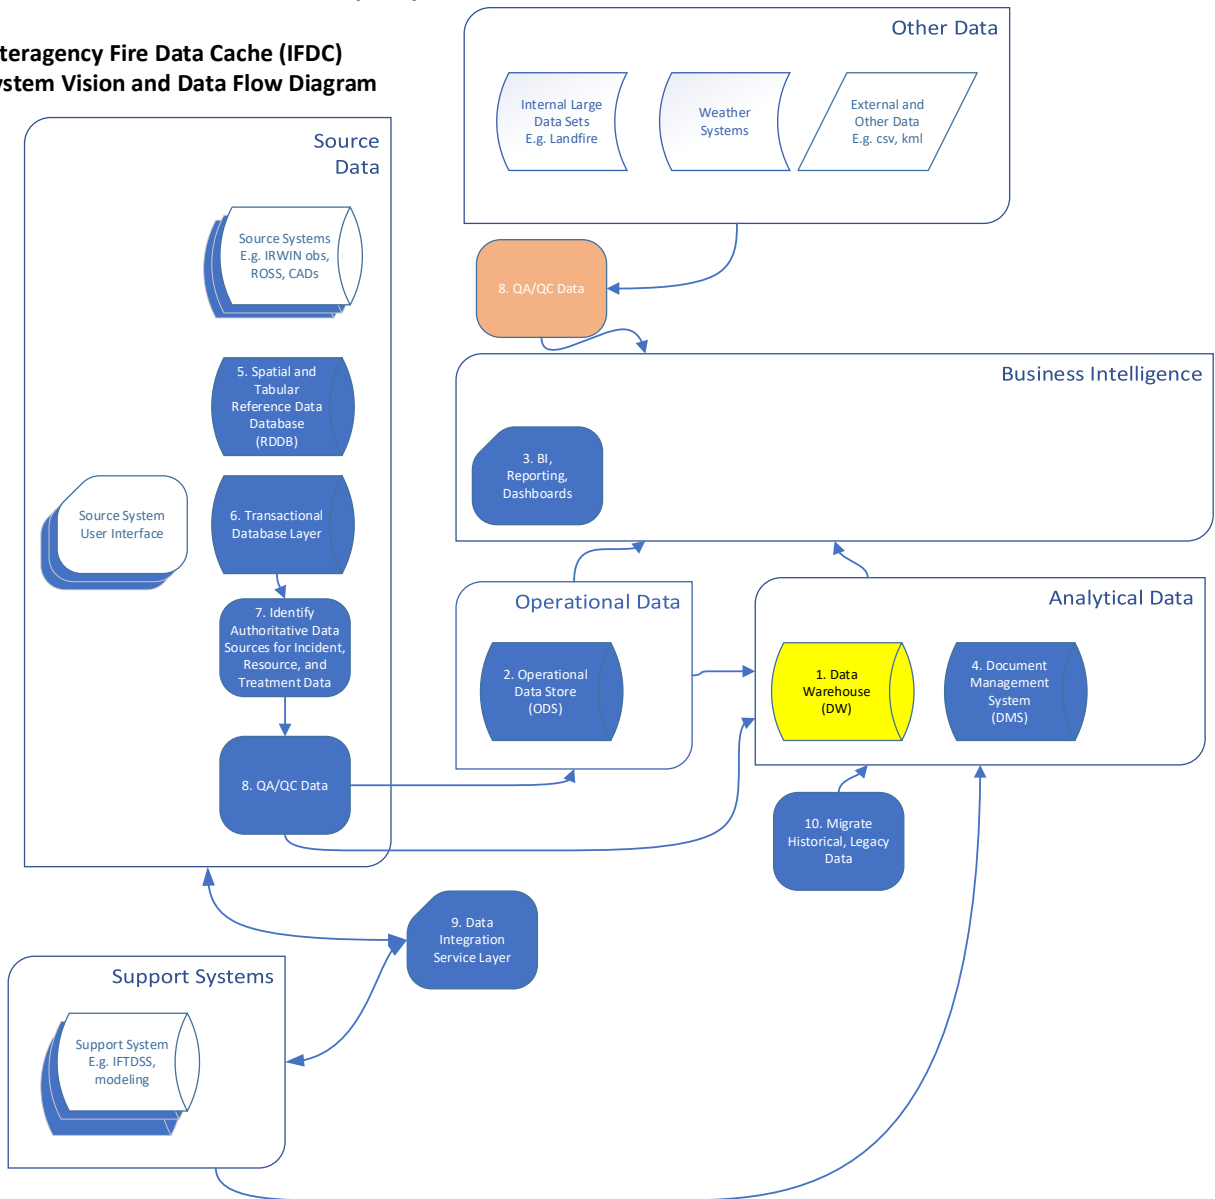 teragency Fire Data Cache (IFDC)
ystem Vision and Data Flow Diagram
Other Data
Internal Large
Data Sets
E.g. Landfire
Weather
Systems
External and
Other Data
E.g. csv, kml
Source
Data
Source Systems
E.g. IRWIN obs,
ROSS, CADs
8. QA/QC Data
5. Spatial and
Tabular
Reference Data
Database
(RDDB)
Business Intelligence
3. BI,
Reporting,
Dashboards
Source System
User Interface
6. Transactional
Database Layer
7. Identify
Authoritative Data
Sources for Incident,
Resource, and
Treatment Data
8. QA/QC Data
Operational Data
2. Operational
Data Store
(ODS)
Analytical Data
1. Data
Warehouse
(DW)
4. Document
Management
System
(DMS)
10. Migrate
Historical, Legacy
Data
9. Data
Integration
Service Layer
Support Systems
Support System
E.g. IFTDSS,
modeling